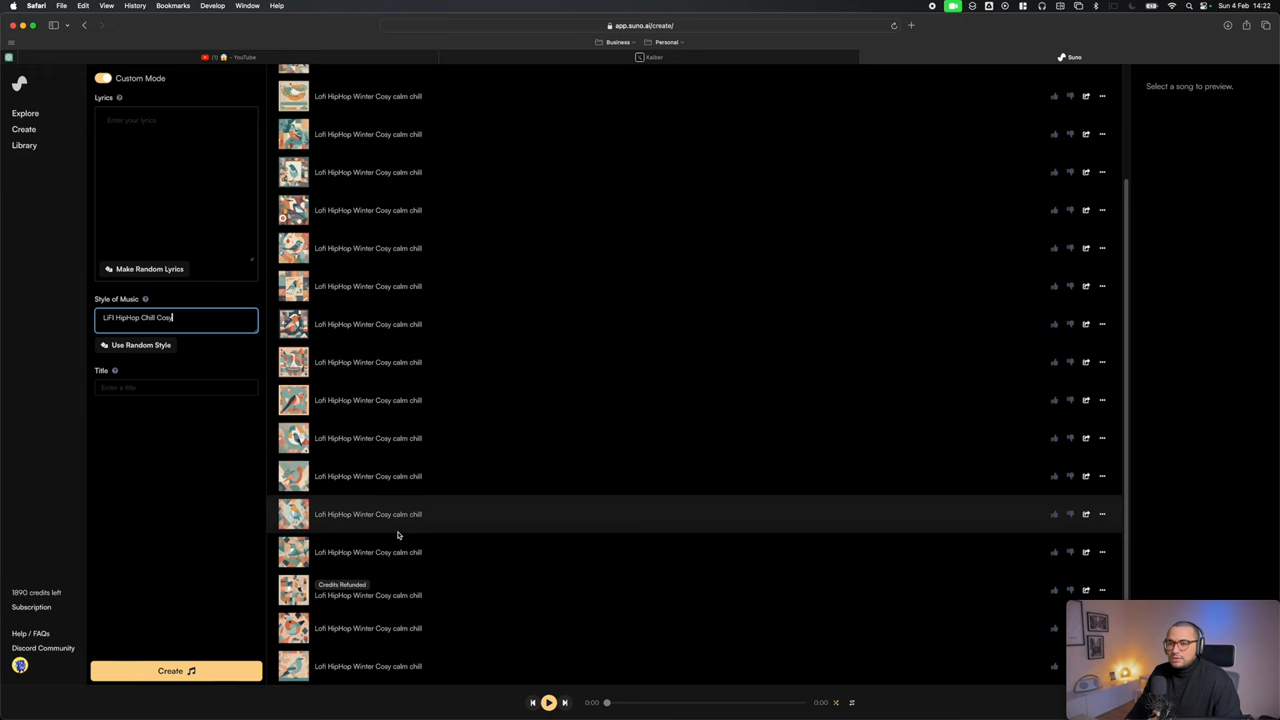 Safari File Edit View History Bookmarks Develop Window Help
Sun 4 Feb 14:22
app.suno.ai/create/
Business Personal
(1) YouTube
Kaiber
Suno
Custom Mode
Lyrics
Enter your lyrics
Make Random Lyrics
Style of Music
LiFI HipHop Chill Cosy
Use Random Style
Title
Enter a title
Explore
Create
Library
1890 credits left
Subscription
Help / FAQs
Discord Community
Create
Lofi HipHop Winter Cosy calm chill
Lofi HipHop Winter Cosy calm chill
Lofi HipHop Winter Cosy calm chill
Lofi HipHop Winter Cosy calm chill
Lofi HipHop Winter Cosy calm chill
Lofi HipHop Winter Cosy calm chill
Lofi HipHop Winter Cosy calm chill
Lofi HipHop Winter Cosy calm chill
Lofi HipHop Winter Cosy calm chill
Lofi HipHop Winter Cosy calm chill
Lofi HipHop Winter Cosy calm chill
Lofi HipHop Winter Cosy calm chill
Lofi HipHop Winter Cosy calm chill
Credits Refunded
Lofi HipHop Winter Cosy calm chill
Lofi HipHop Winter Cosy calm chill
Lofi HipHop Winter Cosy calm chill
Select a song to preview.
0:00
0:00